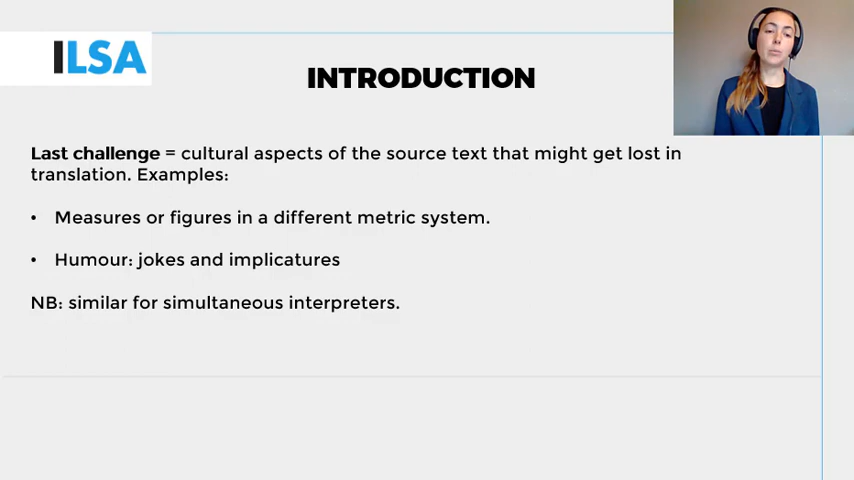 ILSA
INTRODUCTION
Last challenge = cultural aspects of the source text that might get lost in
translation. Examples:
• Measures or figures in a different metric system.
• Humour: jokes and implicatures
NB: similar for simultaneous interpreters.